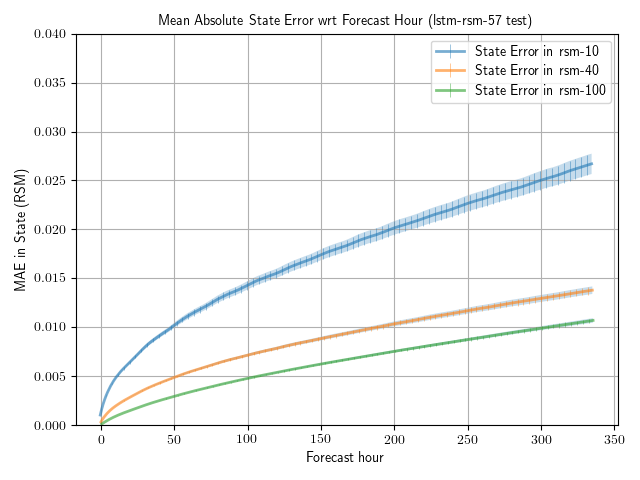 Mean Absolute State Error wrt Forecast Hour (lstm-rsm-57 test)
State Error in rsm-10
State Error in rsm-40
State Error in rsm-100
MAE in State (RSM)
0.040
0.035
0.030
0.025
0.020
0.015
0.010
0.005
0.000
0 50 100 150 200 250 300 350
Forecast hour